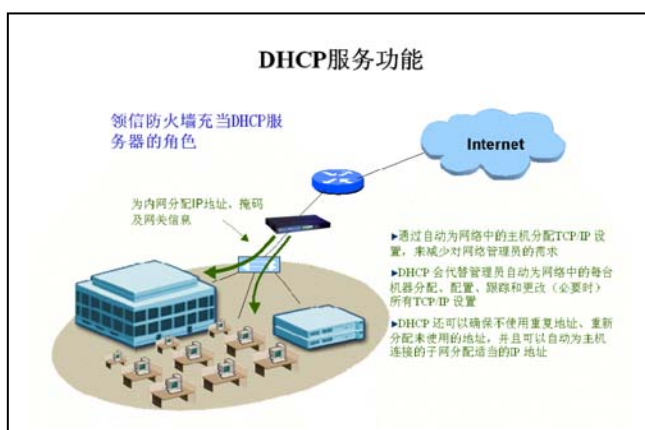 DHCP服务功能
领信防火墙充当DHCP服
务器的角色
Internet
为内网分配IP地址、掩码
及网关信息
►通过自动为网络中的主机分配TCP/IP 设
置，来减少对网络管理员的需求
►DHCP 会代替管理员自动为网络中的每台
机器分配、配置、跟踪和更改（必要时）
所有TCP/IP 设置
►DHCP 还可以确保不使用重复地址、重新
分配未使用的地址，并且可以自动为主机
连接的子网分配适当的IP 地址